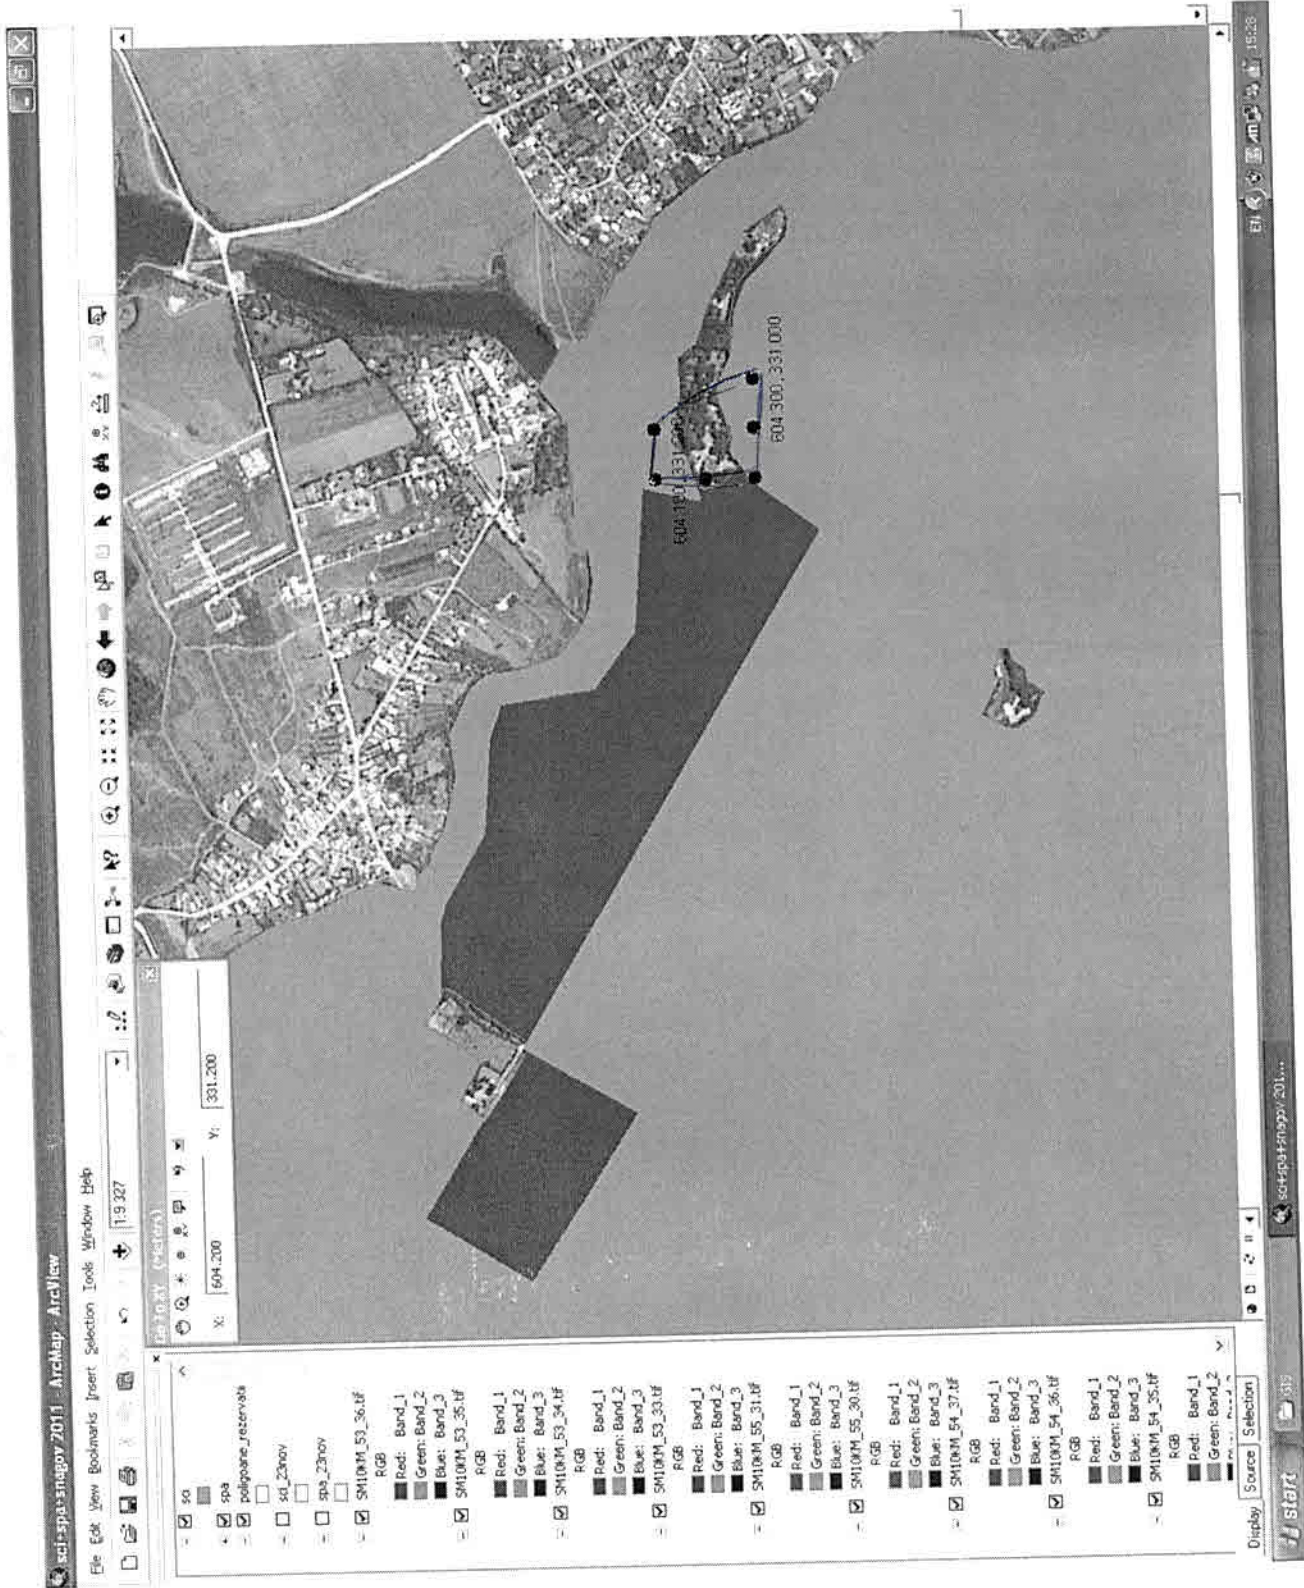 sci+spa+snagov 2011 - ArcMap - ArcView
File Edit View Bookmarks Insert Selection Tools Window Help
1:9.327
Go To XY (Meters)
X: 604.200 Y: 331.200
sci
spa
poligoane_rezervatii
sci_23nov
spa_23nov
SM10KM_53_36.tif
RGB
Red: Band_1
Green: Band_2
Blue: Band_3
SM10KM_53_35.tif
RGB
Red: Band_1
Green: Band_2
Blue: Band_3
SM10KM_53_34.tif
RGB
Red: Band_1
Green: Band_2
Blue: Band_3
SM10KM_53_33.tif
RGB
Red: Band_1
Green: Band_2
Blue: Band_3
SM10KM_55_31.tif
RGB
Red: Band_1
Green: Band_2
Blue: Band_3
SM10KM_55_30.tif
RGB
Red: Band_1
Green: Band_2
Blue: Band_3
SM10KM_54_37.tif
RGB
Red: Band_1
Green: Band_2
Blue: Band_3
SM10KM_54_36.tif
RGB
Red: Band_1
Green: Band_2
Blue: Band_3
SM10KM_54_35.tif
RGB
Red: Band_1
Green: Band_2
Display Source Selection
604.300, 331.000
start
GIS
sci+spa+snagov 201...
EN
15:28